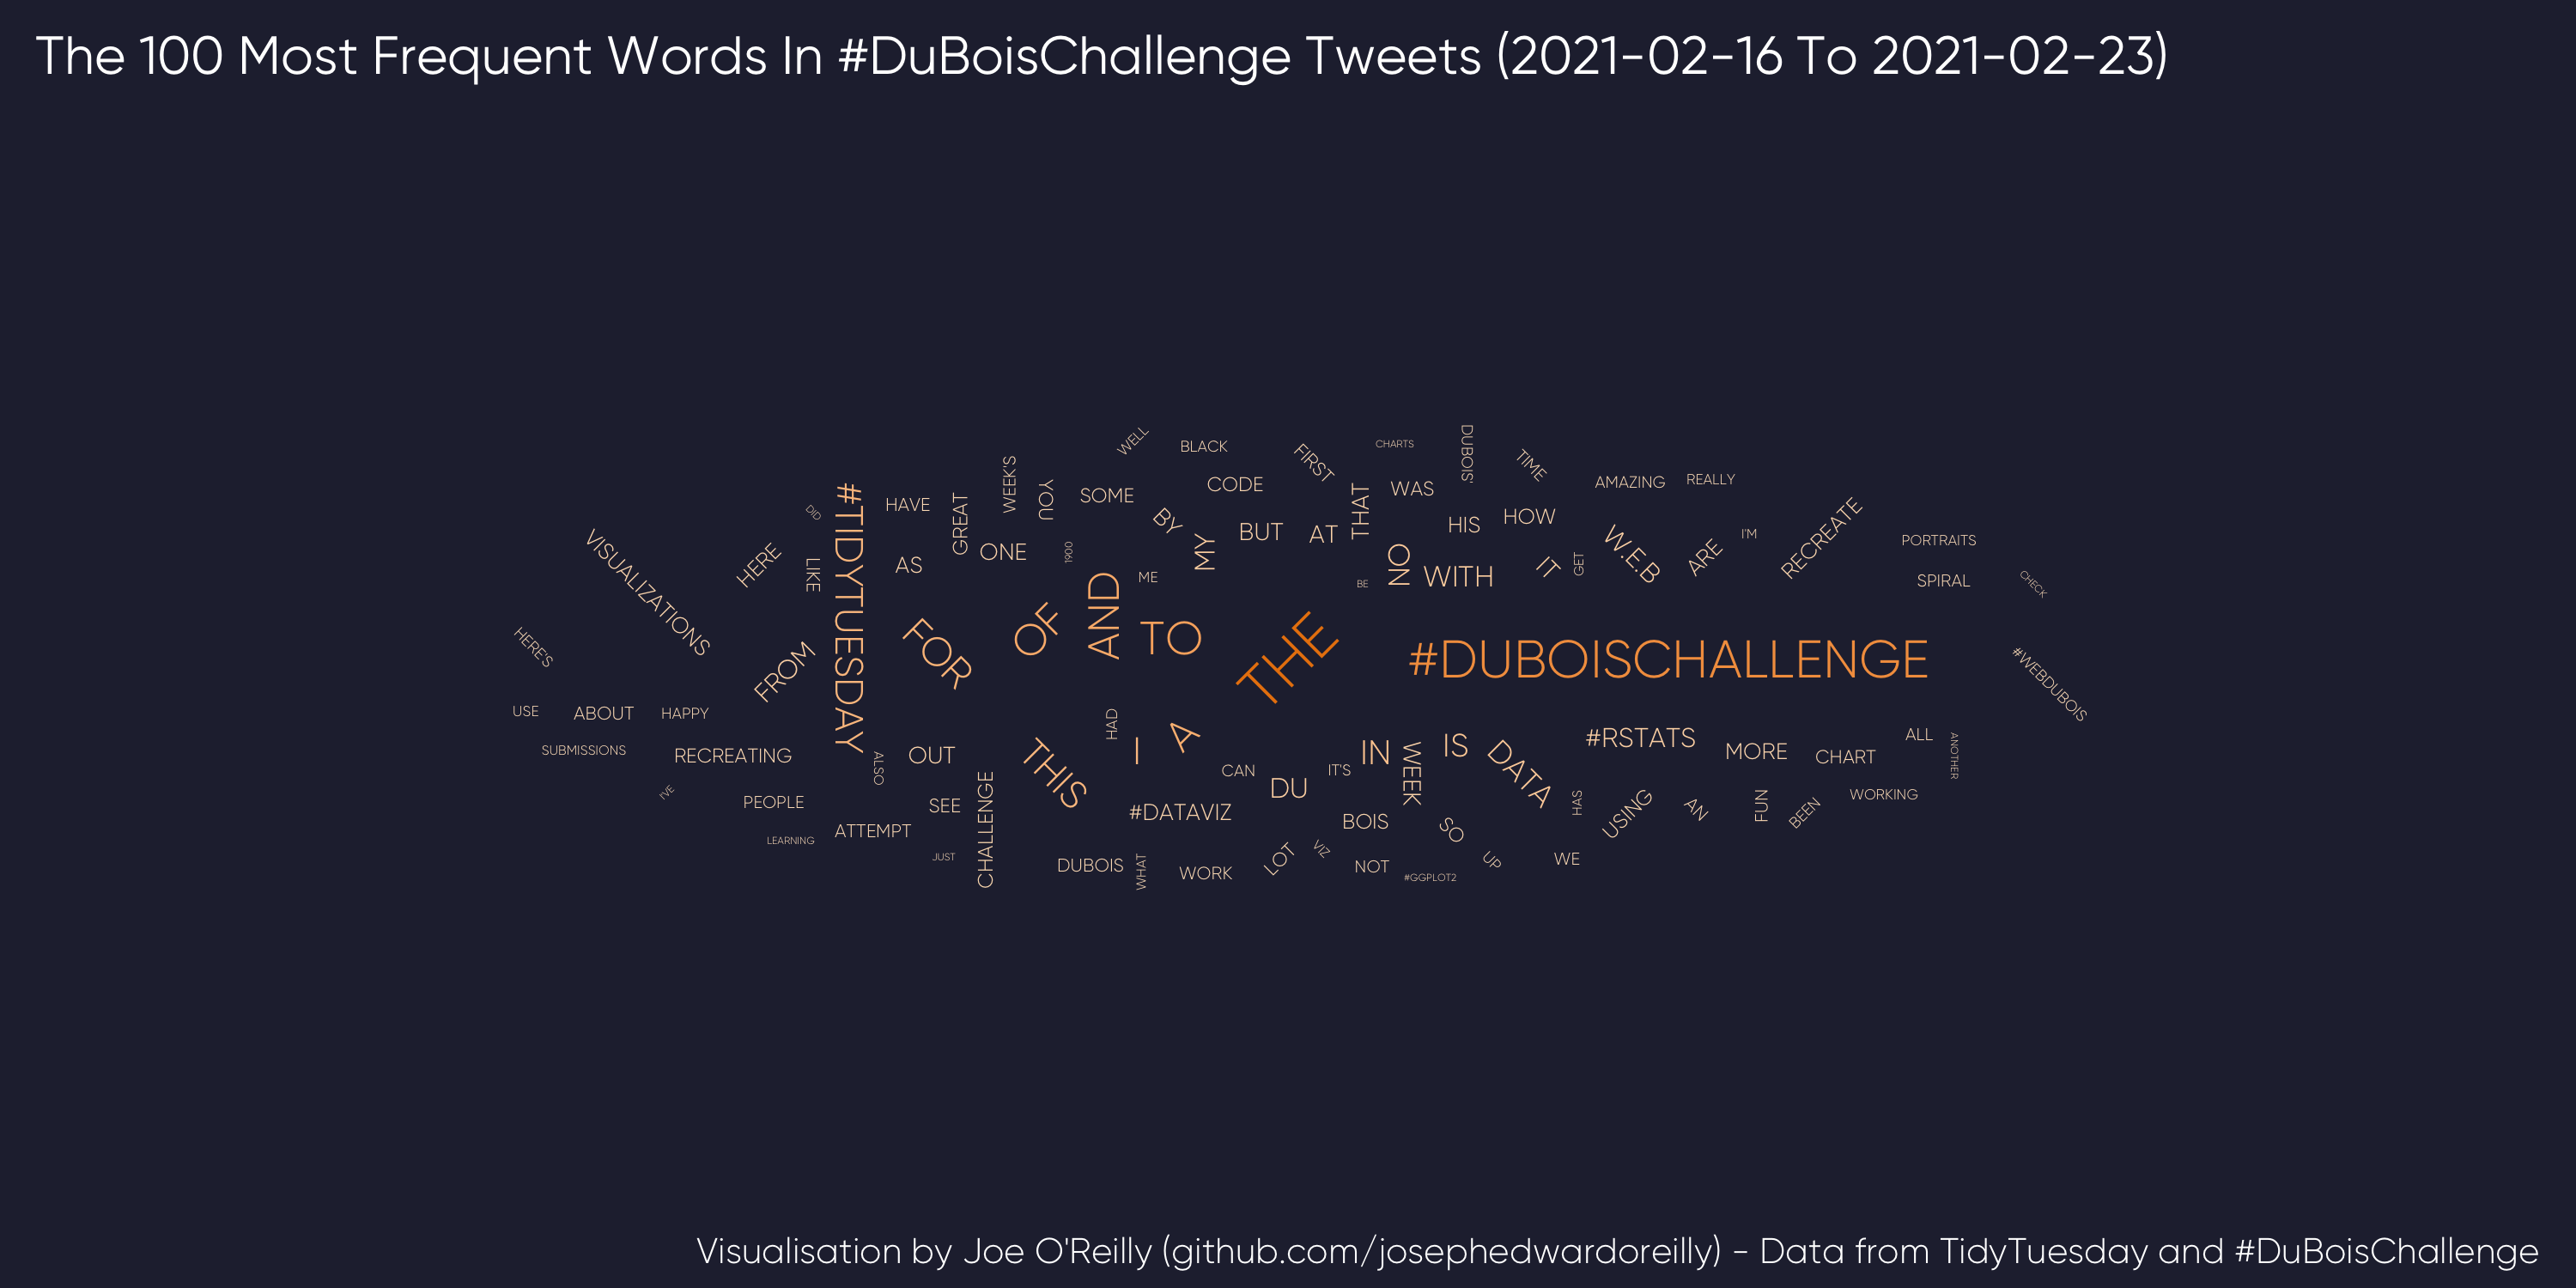 The 100 Most Frequent Words In #DuBoisChallenge Tweets (2021-02-16 To 2021-02-23)
WELL
BLACK
FIRST
CHARTS
DUBOIS'
TIME
WEEK'S
YOU
SOME
CODE
THAT
WAS
AMAZING
REALLY
DID
#TIDYTUESDAY
HAVE
GREAT
BY
BUT
AT
HIS
HOW
RECREATE
VISUALIZATIONS
HERE
LIKE
AS
ONE
1900
ME
MY
BE
NO
WITH
IT
GET
W.E.B
ARE
I'M
PORTRAITS
SPIRAL
CHECK
HERE'S
FROM
FOR
OF
AND
TO
THE
#DUBOISCHALLENGE
#WEBDUBOIS
USE
ABOUT
HAPPY
HAD
SUBMISSIONS
RECREATING
ALSO
OUT
THIS
I
A
CAN
IT'S
IN
WEEK
IS
DATA
#RSTATS
MORE
CHART
ALL
ANOTHER
I'VE
PEOPLE
SEE
CHALLENGE
#DATAVIZ
DU
BOIS
SO
HAS
USING
AN
FUN
BEEN
WORKING
LEARNING
ATTEMPT
JUST
DUBOIS
WHAT
WORK
LOT
VIZ
NOT
#GGPLOT2
UP
WE
Visualisation by Joe O'Reilly (github.com/josephedwardoreilly) - Data from TidyTuesday and #DuBoisChallenge